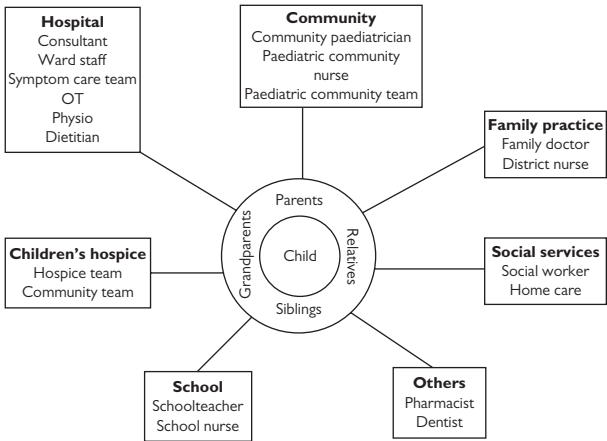 Hospital
Consultant
Ward staff
Symptom care team
OT
Physio
Dietitian
Community
Community paediatrician
Paediatric community
nurse
Paediatric community team
Family practice
Family doctor
District nurse
Parents
Grandparents
Child
Relatives
Siblings
Children's hospice
Hospice team
Community team
Social services
Social worker
Home care
School
Schoolteacher
School nurse
Others
Pharmacist
Dentist